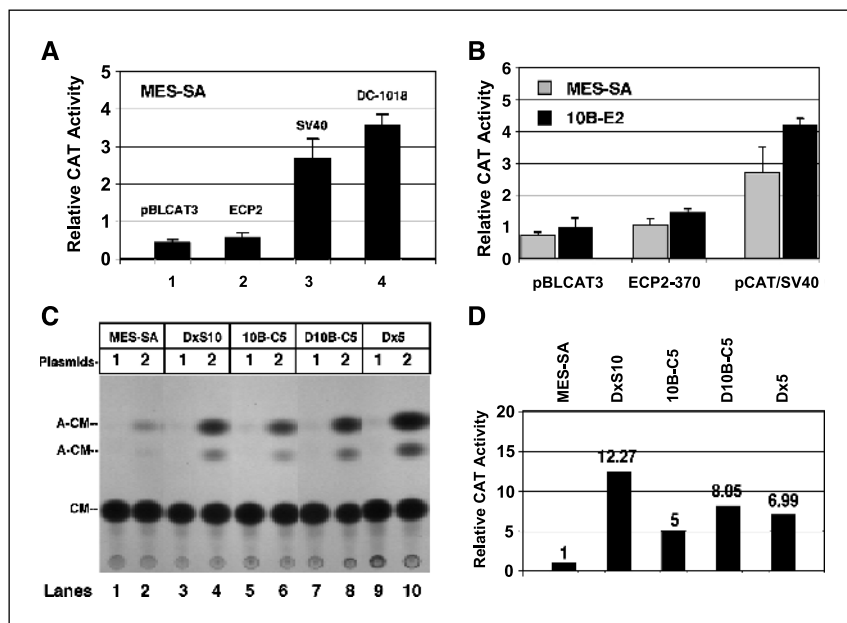 A
Relative CAT Activity
5
4
3
2
1
0
MES-SA
pBLCAT3
ECP2
SV40
DC-1018
1 2 3 4
B
Relative CAT Activity
6
5
4
3
2
1
0
MES-SA
10B-E2
pBLCAT3 ECP2-370 pCAT/SV40
C
MES-SA DxS10 10B-C5 D10B-C5 Dx5
Plasmids- 1 2 1 2 1 2 1 2 1 2
A-CM--
A-CM--
CM--
Lanes 1 2 3 4 5 6 7 8 9 10
D
MES-SA
DxS10
10B-C5
D10B-C5
Dx5
Relative CAT Activity
20
15
10
5
0
1
12.27
5
8.05
6.99